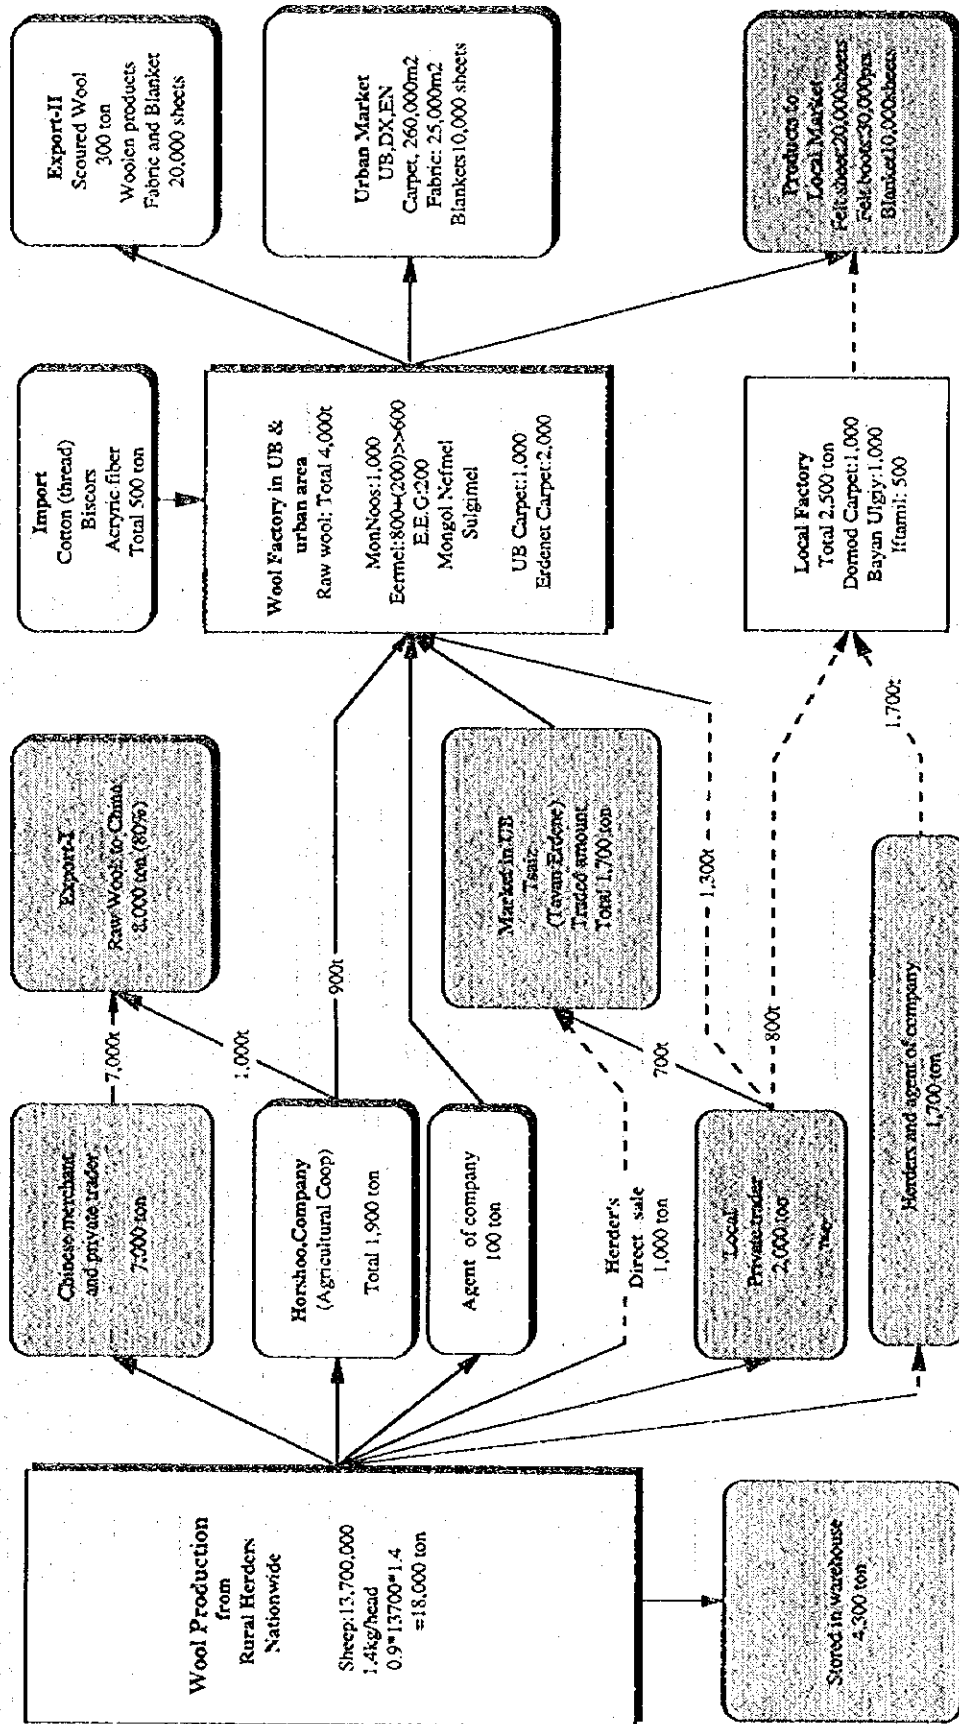 Wool Production
from
Rural Herders
Nationwide
Sheep:13,700,000
1.4kg/head
0.9*13700*1.4
=18,000 ton
Stored in warehouse
4,300 ton
Chinese merchant
and private trader
7,000 ton
Horshoo,Company
(Agricultural Coop)
Total 1,900 ton
Agent of company
100 ton
Herder's
Direct sale
1,000 ton
Local
Private trader
2,000 ton
Herders and agent of company
1,700 ton
7,000t
1,000t
900t
700t
1,300t
800t
1,700t
Export-I
Raw Wool to China
8,000 ton (80%)
Market in UB
Tsaiz
(Tavan Erdene)
Traded amount
Total 1,700 ton
Import
Cotton (thread)
Biscors
Acryric fiber
Total 500 ton
Wool Factory in UB &
urban area
Raw wool: Total 4,000t
MonNoos:1,000
Eermel:800+(200)>>600
E.E.G:200
Mongol Nefmel
Sulgimel
UB Carpet:1,000
Erdenet Carpet:2,000
Local Factory
Total 2,500 ton
Domod Carpet:1,000
Bayan Ulgiy:1,000
Iftamil: 500
Export-II
Scoured Wool
300 ton
Woolen products
Fabric and Blanket
20,000 sheets
Urban Market
UB,DX,EN
Carpet, 260,000m2
Fabric: 25,000m2
Blankets10,000 sheets
Products to
Local Market
Felt sheet:20,000sheets
Felt boots:30,000prs.
Blanket10,000sheets